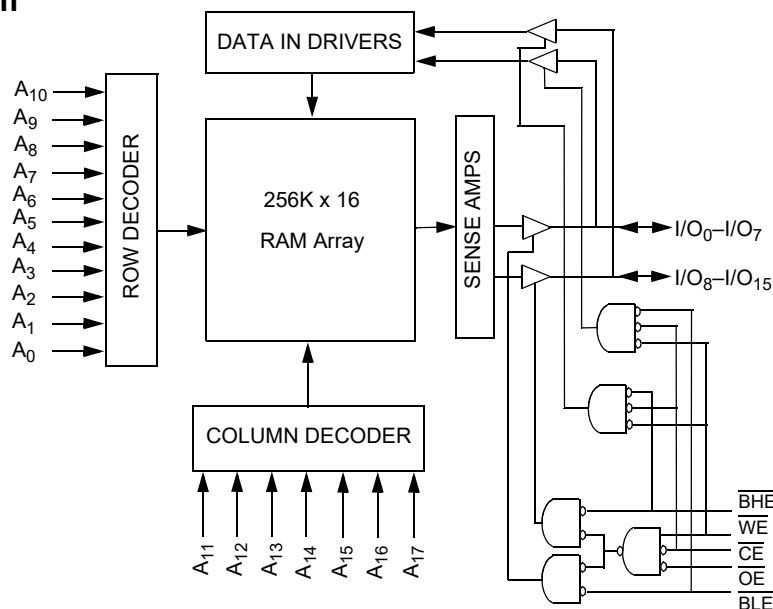 n
DATA IN DRIVERS
A10
A9
A8
A7
A6
A5
A4
A3
A2
A1
A0
ROW DECODER
256K x 16
RAM Array
SENSE AMPS
I/O0–I/O7
I/O8–I/O15
COLUMN DECODER
A11
A12
A13
A14
A15
A16
A17
BHE
WE
CE
OE
BLE